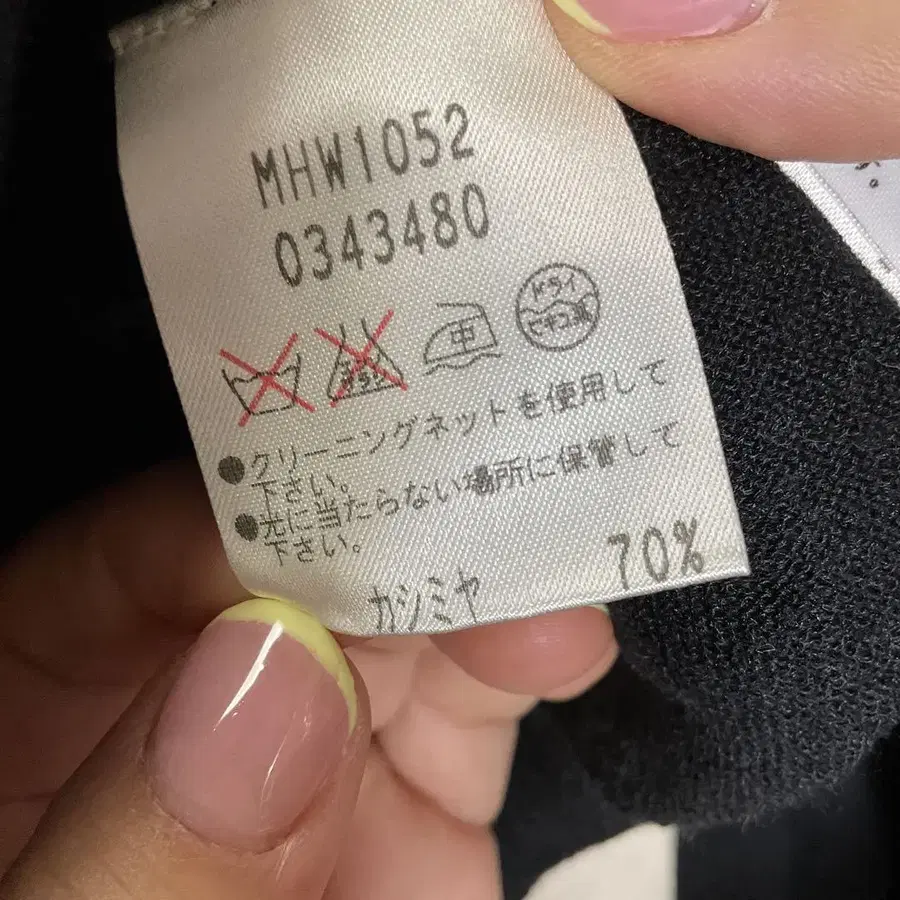 MHW1052
0343480
中
ドライ
セキユ系
●クリーニングネットを使用して
下さい。
●光に当たらない場所に保管して
下さい。
カシミヤ 70%